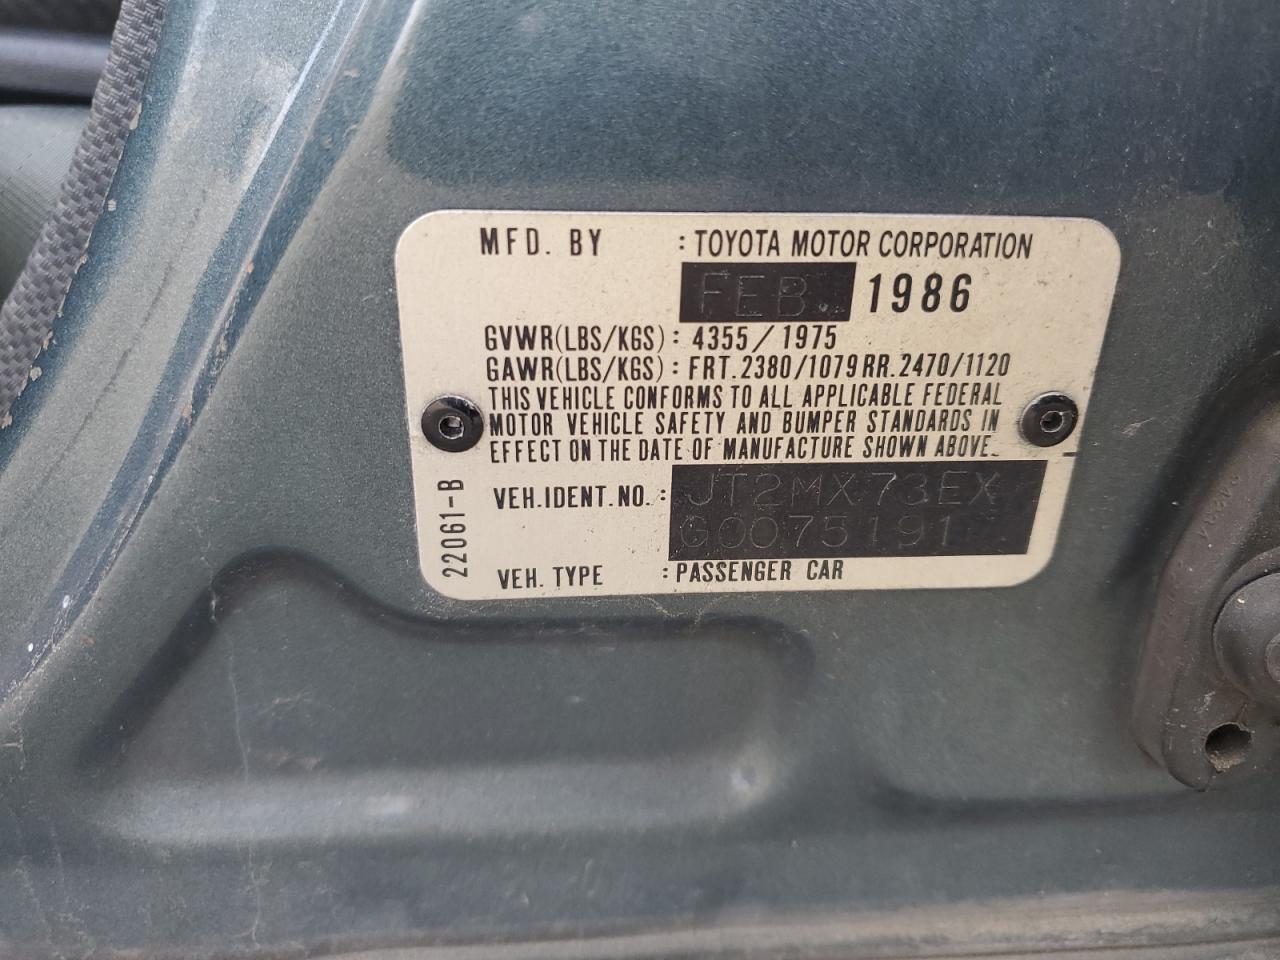 MFD. BY : TOYOTA MOTOR CORPORATION
FEB. 1986
GVWR(LBS/KGS): 4355/1975
GAWR(LBS/KGS): FRT.2380/1079 RR.2470/1120
THIS VEHICLE CONFORMS TO ALL APPLICABLE FEDERAL
MOTOR VEHICLE SAFETY AND BUMPER STANDARDS IN
EFFECT ON THE DATE OF MANUFACTURE SHOWN ABOVE.
VEH.IDENT.NO.: JT2MX73EX
G0075191
VEH. TYPE : PASSENGER CAR
22061-B